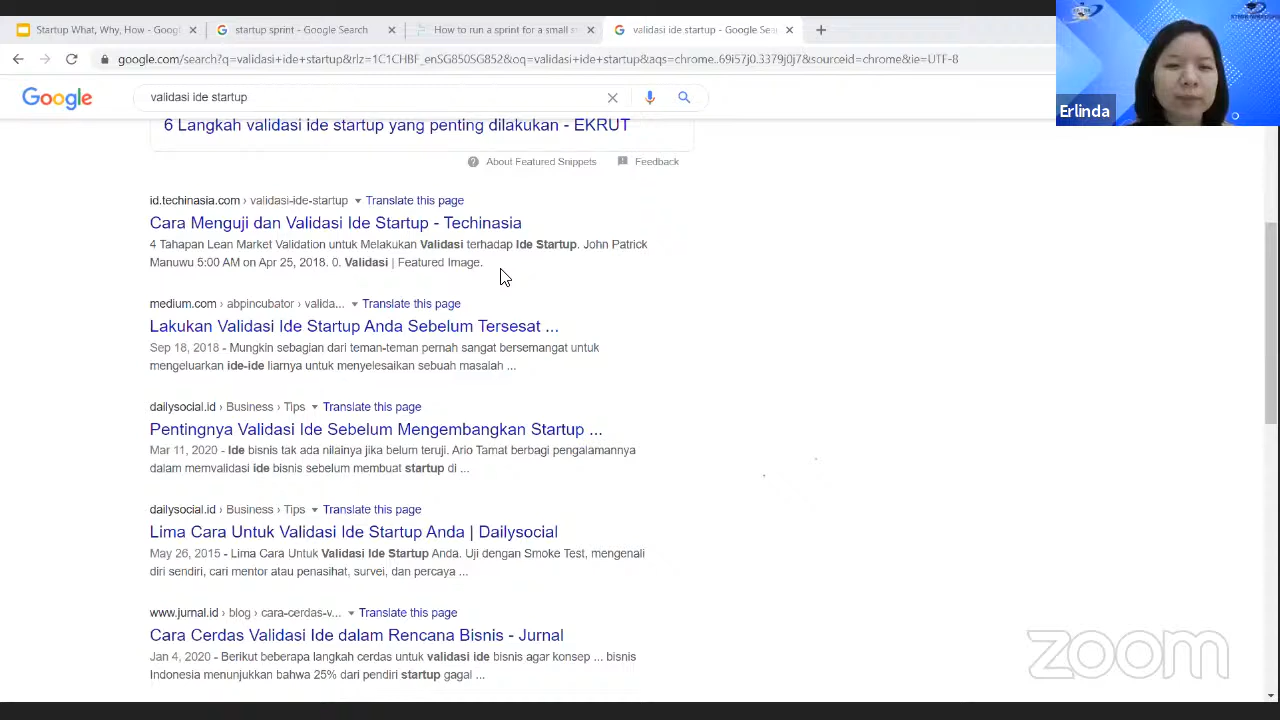 Startup What, Why, How - Googl
startup sprint - Google Search
How to run a sprint for a small s
validasi ide startup - Google Sea
google.com/search?q=validasi+ide+startup&rlz=1C1CHBF_enSG850SG852&oq=validasi+ide+startup&aqs=chrome..69i57j0.3379j0j7&sourceid=chrome&ie=UTF-8
Erlinda
Google
validasi ide startup
6 Langkah validasi ide startup yang penting dilakukan - EKRUT
About Featured Snippets
Feedback
id.techinasia.com › validasi-ide-startup
Translate this page
Cara Menguji dan Validasi Ide Startup - Techinasia
4 Tahapan Lean Market Validation untuk Melakukan Validasi terhadap Ide Startup. John Patrick
Manuwu 5:00 AM on Apr 25, 2018. 0. Validasi | Featured Image.
medium.com › abpincubator › valida...
Translate this page
Lakukan Validasi Ide Startup Anda Sebelum Tersesat ...
Sep 18, 2018 - Mungkin sebagian dari teman-teman pernah sangat bersemangat untuk
mengeluarkan ide-ide liarnya untuk menyelesaikan sebuah masalah ...
dailysocial.id › Business › Tips
Translate this page
Pentingnya Validasi Ide Sebelum Mengembangkan Startup ...
Mar 11, 2020 - Ide bisnis tak ada nilainya jika belum teruji. Ario Tamat berbagi pengalamannya
dalam memvalidasi ide bisnis sebelum membuat startup di ...
dailysocial.id › Business › Tips
Translate this page
Lima Cara Untuk Validasi Ide Startup Anda | Dailysocial
May 26, 2015 - Lima Cara Untuk Validasi Ide Startup Anda. Uji dengan Smoke Test, mengenali
diri sendiri, cari mentor atau penasihat, survei, dan percaya ...
www.jurnal.id › blog › cara-cerdas-v...
Translate this page
Cara Cerdas Validasi Ide dalam Rencana Bisnis - Jurnal
Jan 4, 2020 - Berikut beberapa langkah cerdas untuk validasi ide bisnis agar konsep ... bisnis
Indonesia menunjukkan bahwa 25% dari pendiri startup gagal ...
zoom